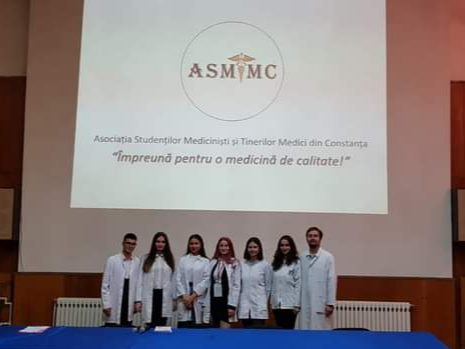 ASMMC
Asociația Studenților Mediciniști și Tinerilor Medici din Constanța
"Împreună pentru o medicină de calitate!"